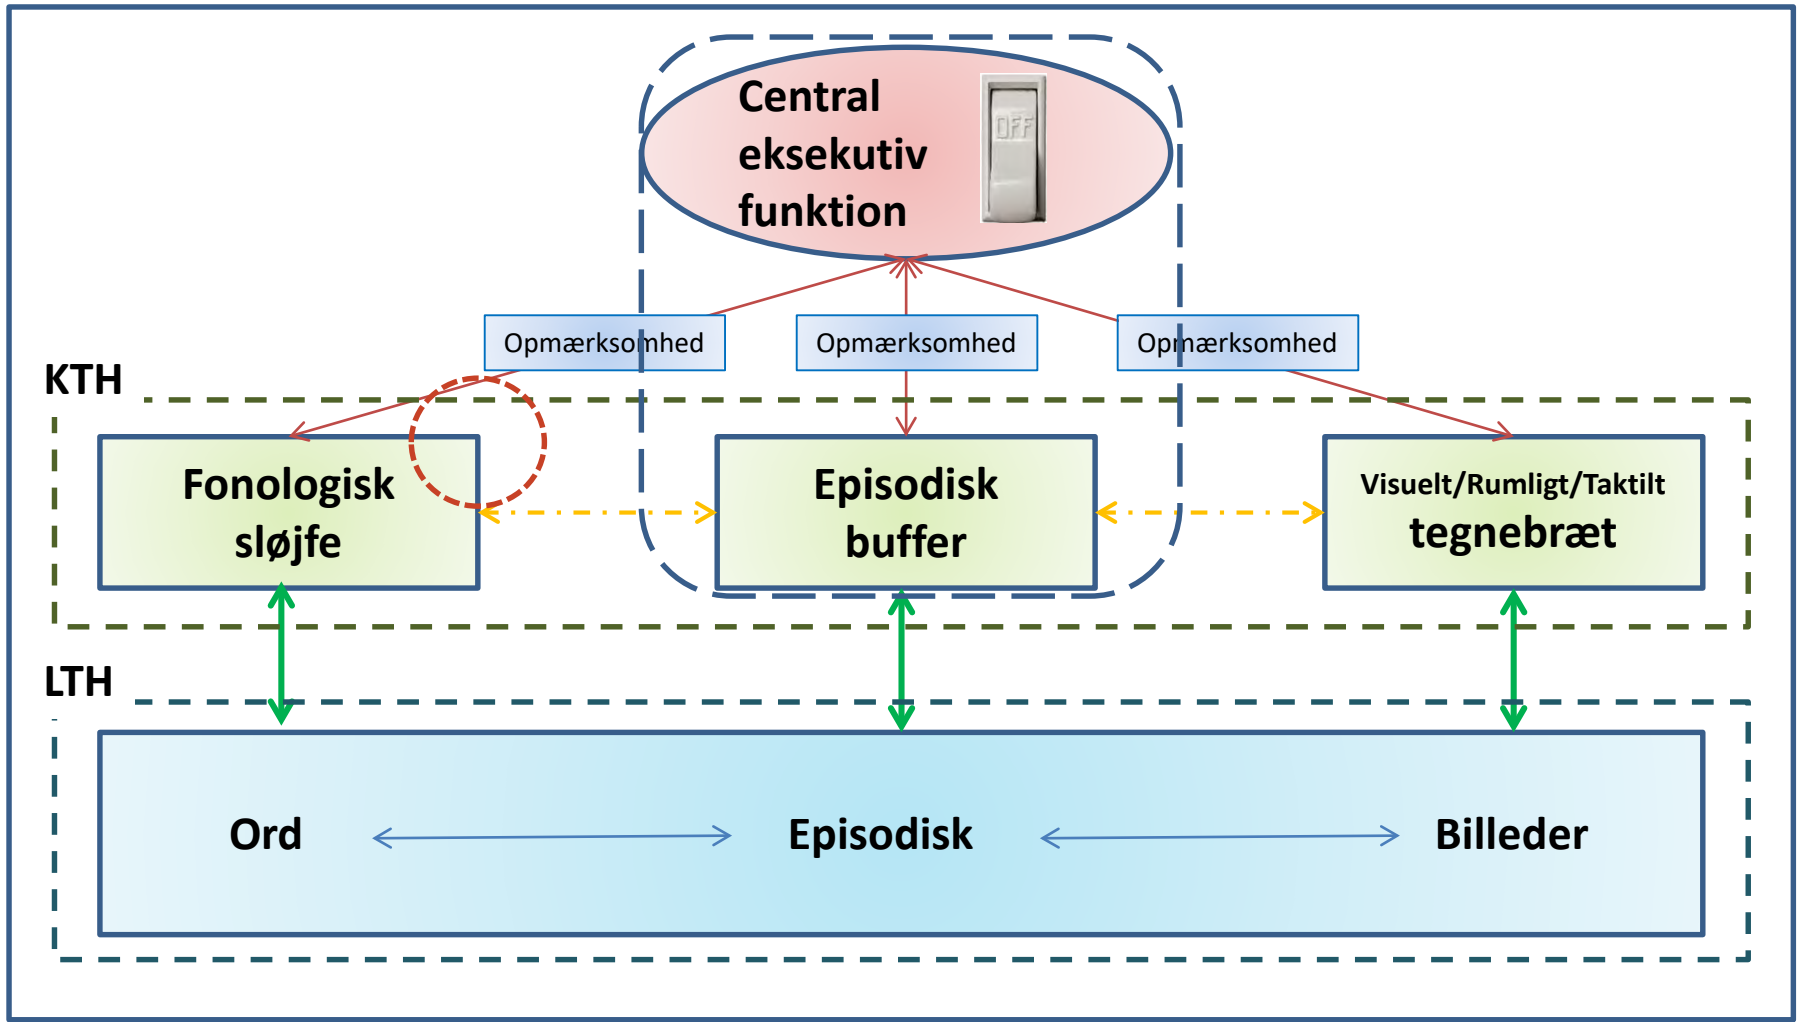 Central
eksekutiv
funktion
OFF
Opmærksomhed
Opmærksomhed
Opmærksomhed
KTH
Fonologisk
sløjfe
Episodisk
buffer
Visuelt/Rumligt/Taktilt
tegnebræt
LTH
Ord
Episodisk
Billeder